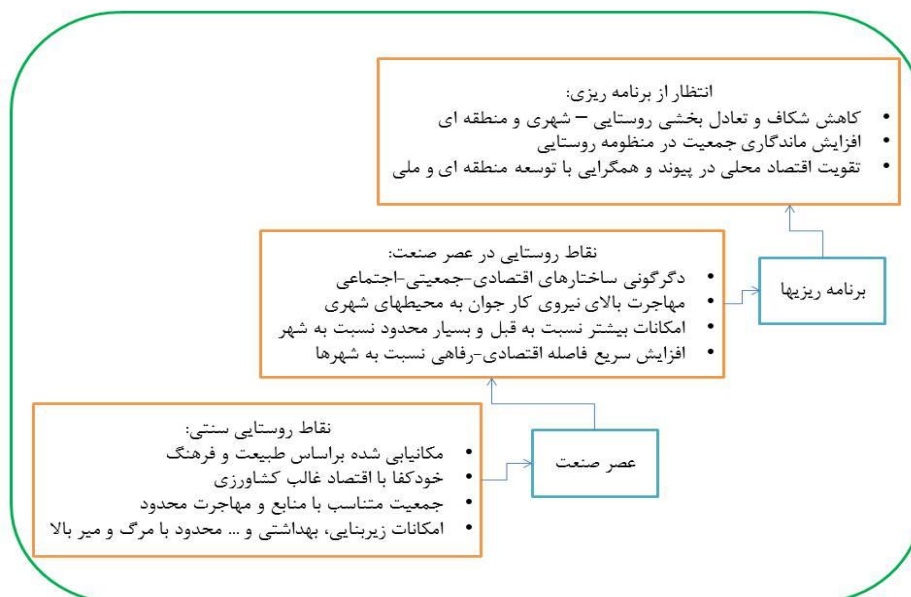 انتظار از برنامه ریزی:
• کاهش شکاف و تعادل بخشی روستایی – شهری و منطقه ای
• افزایش ماندگاری جمعیت در منظومه روستایی
• تقویت اقتصاد محلی در پیوند و همگرایی با توسعه منطقه ای و ملی
برنامه ریزیها
نقاط روستایی در عصر صنعت:
• دگرگونی ساختارهای اقتصادی-جمعیتی-اجتماعی
• مهاجرت بالای نیروی کار جوان به محیطهای شهری
• امکانات بیشتر نسبت به قبل و بسیار محدود نسبت به شهر
• افزایش سریع فاصله اقتصادی-رفاهی نسبت به شهرها
عصر صنعت
نقاط روستایی سنتی:
• مکانیابی شده براساس طبیعت و فرهنگ
• خودکفا با اقتصاد غالب کشاورزی
• جمعیت متناسب با منابع و مهاجرت محدود
• امکانات زیربنایی، بهداشتی و ... محدود با مرگ و میر بالا